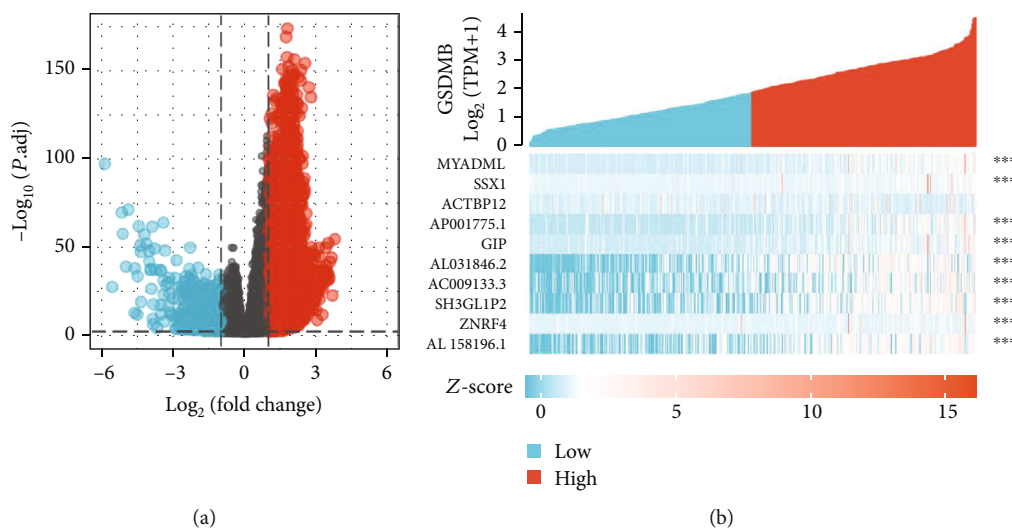 150
100
50
0
−Log10 (P.adj)
−6 −3 0 3 6
Log2 (fold change)
(a)
GSDMB
Log2 (TPM+1)
4
3
2
1
0
MYADML ***
SSX1 ***
ACTBP12
AP001775.1 ***
GIP ***
AL031846.2 ***
AC009133.3 ***
SH3GL1P2 ***
ZNRF4 ***
AL 158196.1 ***
Z-score
0 5 10 15
Low
High
(b)